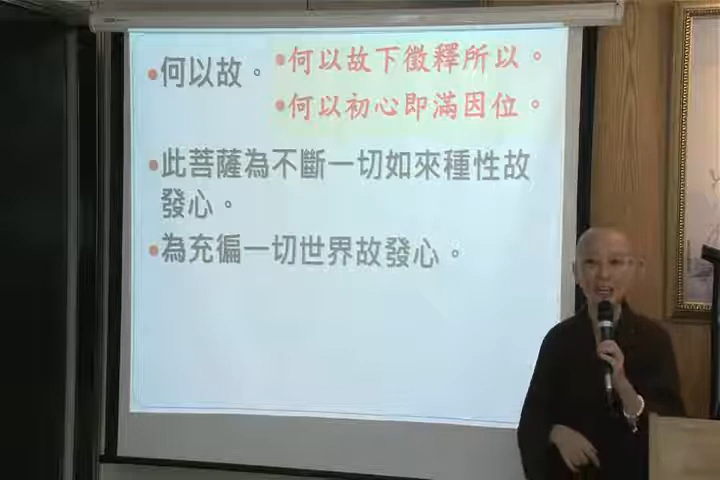 •何以故。
•何以故下徵釋所以。
•何以初心即滿因位。
•此菩薩為不斷一切如來種性故
發心。
•為充徧一切世界故發心。